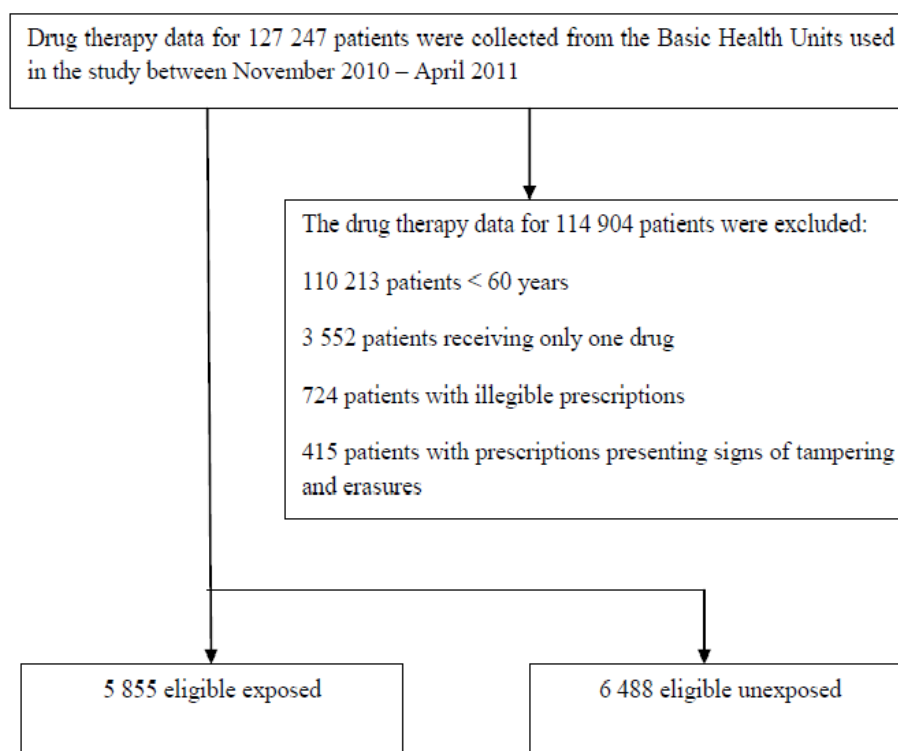 Drug therapy data for 127 247 patients were collected from the Basic Health Units used
in the study between November 2010 – April 2011
The drug therapy data for 114 904 patients were excluded:
110 213 patients < 60 years
3 552 patients receiving only one drug
724 patients with illegible prescriptions
415 patients with prescriptions presenting signs of tampering
and erasures
5 855 eligible exposed
6 488 eligible unexposed